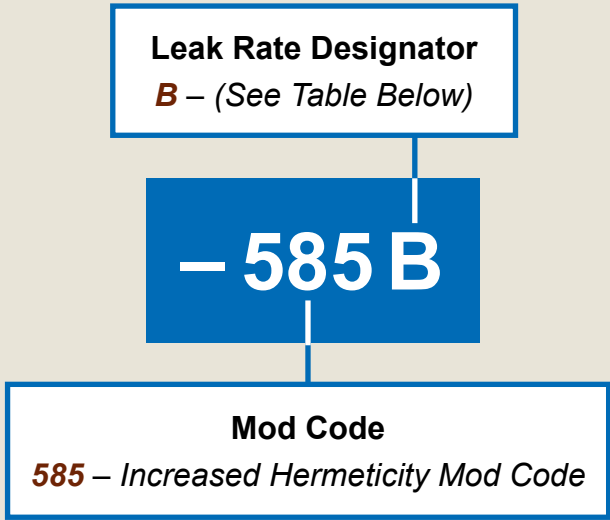 Leak Rate Designator
B – (See Table Below)
– 585 B
Mod Code
585 – Increased Hermeticity Mod Code